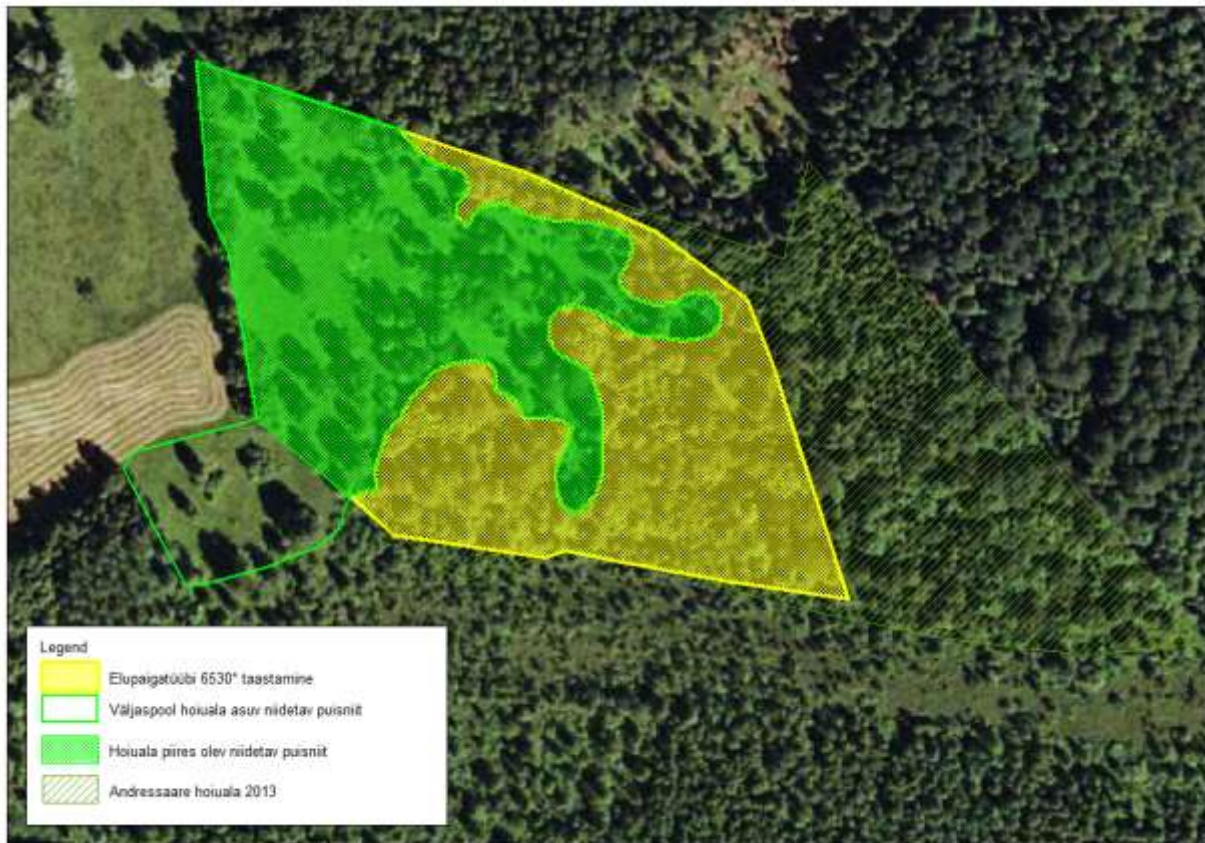 Legend
Elupaigatüübi 6530* taastamine
Väljaspool hoiuala asuv niidetav puisniit
Hoiuala piires olev niidetav puisniit
Andressaare hoiuala 2013